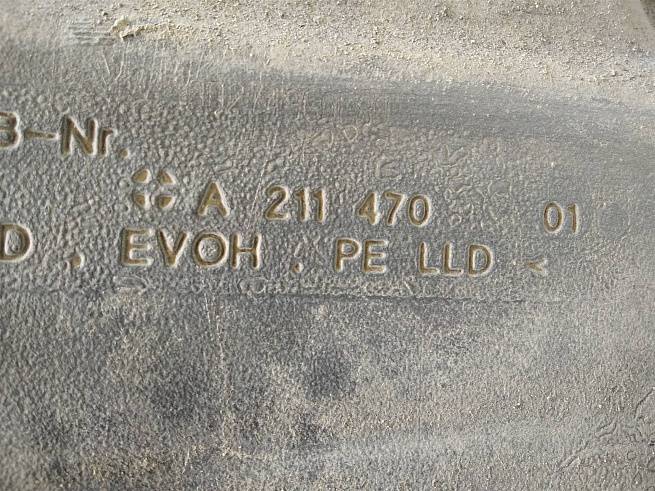 B-Nr.
A 211 470 01
D , EVOH , PE LLD <